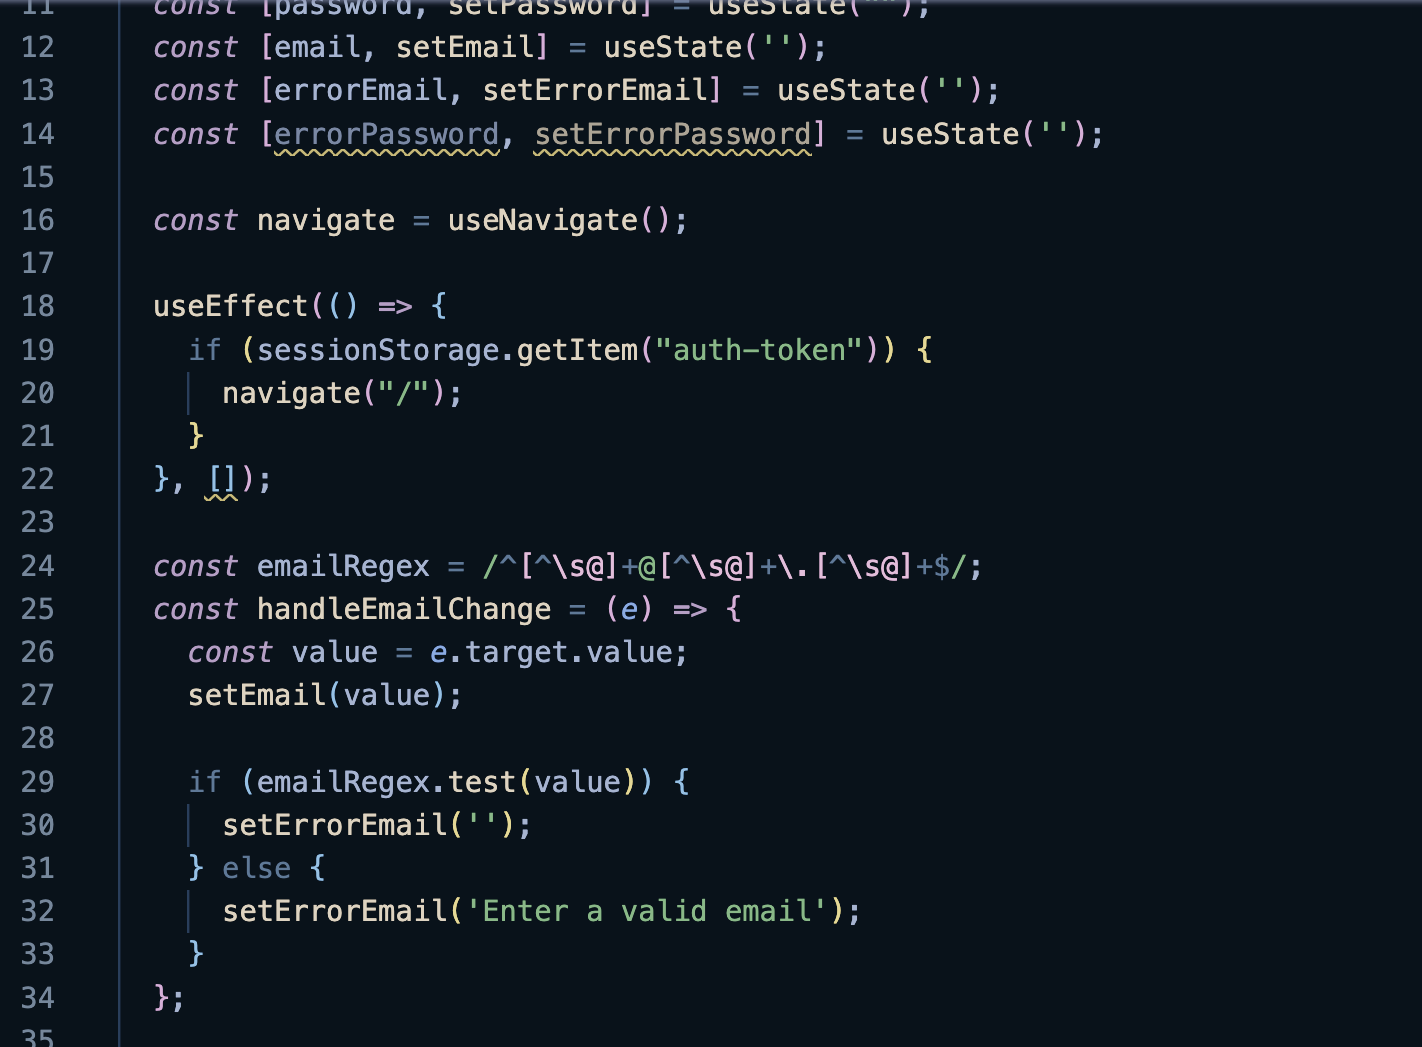 11 const [password, setPassword] = useState("");
12 const [email, setEmail] = useState('');
13 const [errorEmail, setErrorEmail] = useState('');
14 const [errorPassword, setErrorPassword] = useState('');
15
16 const navigate = useNavigate();
17
18 useEffect(() => {
19 if (sessionStorage.getItem("auth-token")) {
20 navigate("/");
21 }
22 }, []);
23
24 const emailRegex = /^[^\s@]+@[^\s@]+\.[^\s@]+$/;
25 const handleEmailChange = (e) => {
26 const value = e.target.value;
27 setEmail(value);
28
29 if (emailRegex.test(value)) {
30 setErrorEmail('');
31 } else {
32 setErrorEmail('Enter a valid email');
33 }
34 };
35